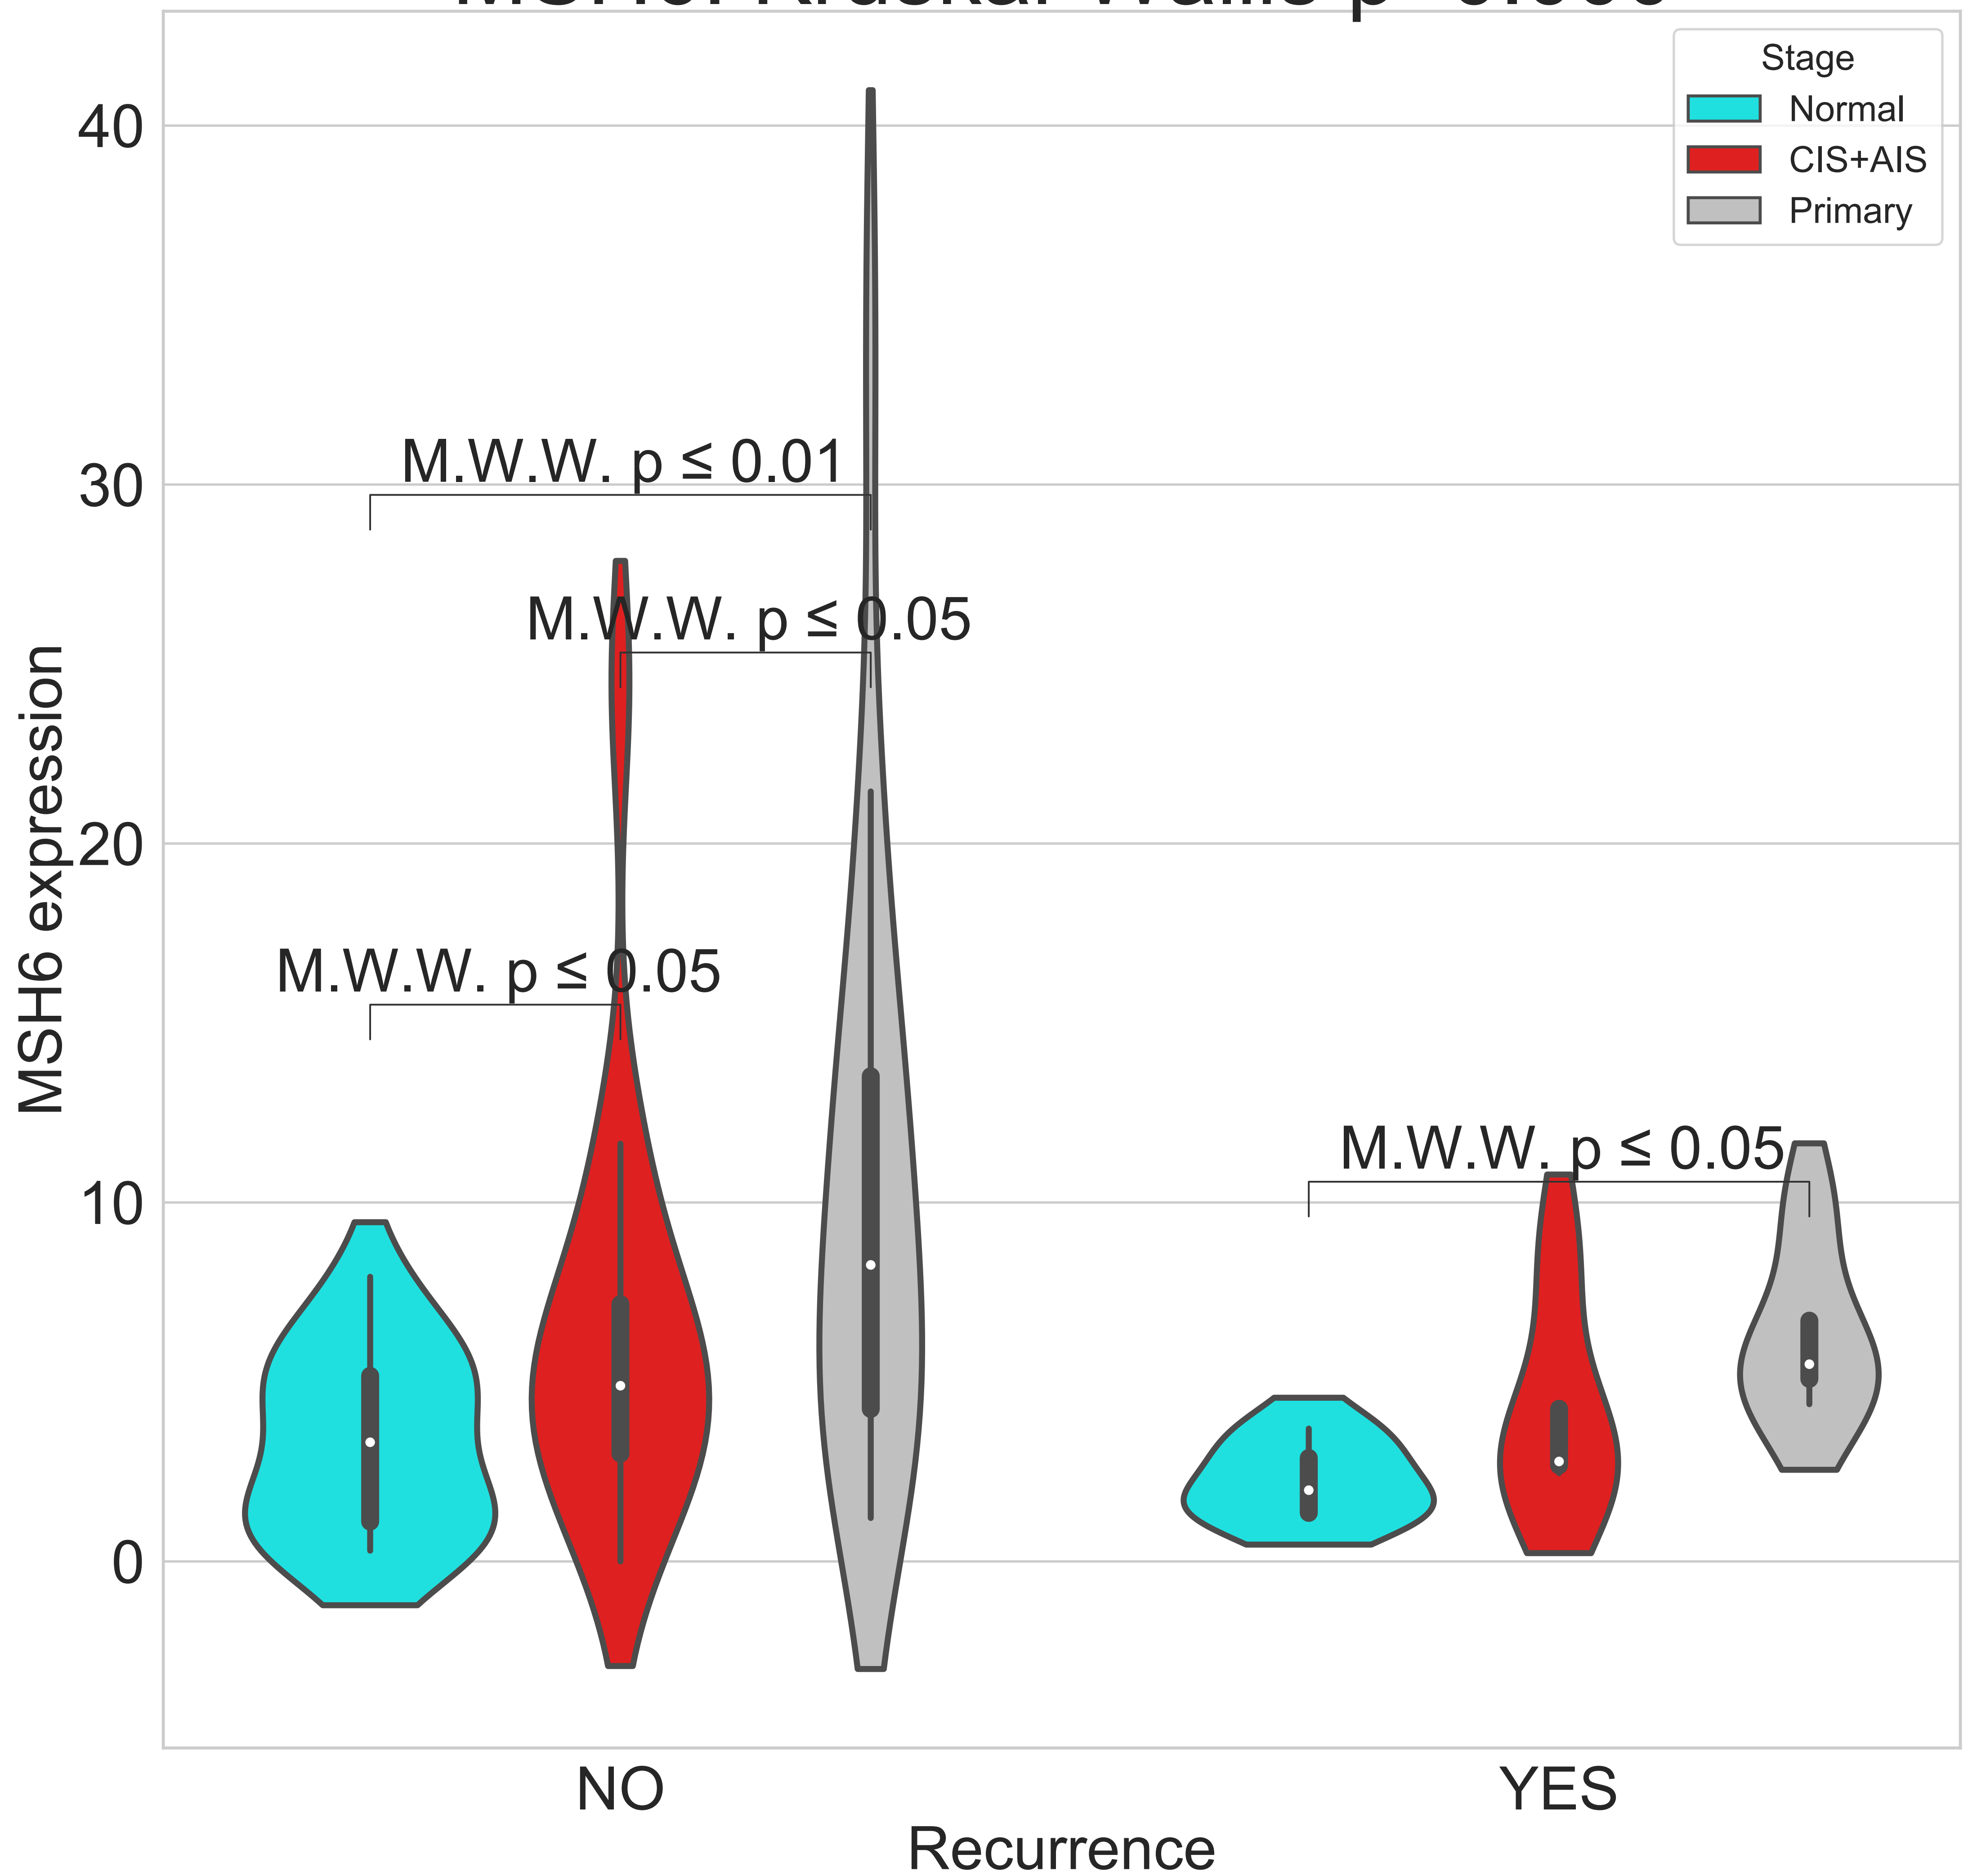 Stage
Normal
CIS+AIS
Primary
40
30
20
10
0
MSH6 expression
M.W.W. p ≤ 0.01
M.W.W. p ≤ 0.05
M.W.W. p ≤ 0.05
M.W.W. p ≤ 0.05
NO
YES
Recurrence